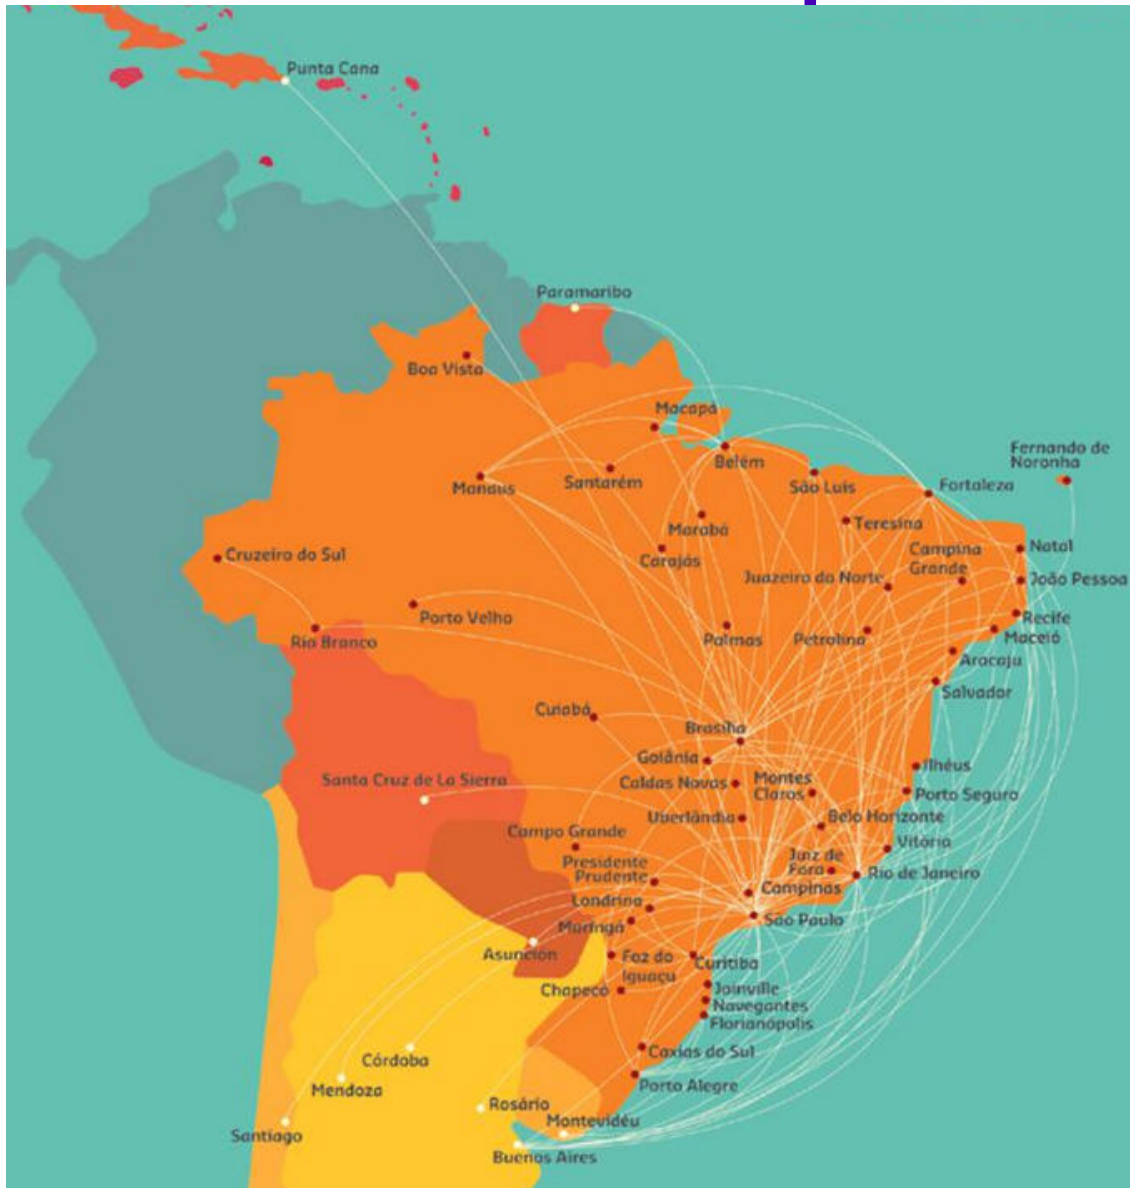 Punta Cana
Paramaribo
Boa Vista
Macapá
Belém
Fernando de
Noronha
Manaus
Santarém
São Luis
Fortaleza
Marabá
Teresina
Cruzeiro do Sul
Carajás
Campina
Grande
Natal
Juazeiro do Norte
João Pessoa
Porto Velho
Rio Branco
Palmas
Petrolina
Recife
Maceió
Aracaju
Salvador
Cuiabá
Brasília
Goiânia
Ilhéus
Santa Cruz de La Sierra
Caldas Novas
Montes
Claros
Porto Seguro
Uberlândia
Belo Horizonte
Campo Grande
Vitória
Presidente
Prudente
Juiz de
Fora
Rio de Janeiro
Campinas
Londrina
São Paulo
Maringá
Asunción
Foz do
Iguaçu
Curitiba
Chapecó
Joinville
Navegantes
Florianópolis
Córdoba
Caxias do Sul
Mendoza
Porto Alegre
Rosário
Montevidéu
Santiago
Buenos Aires